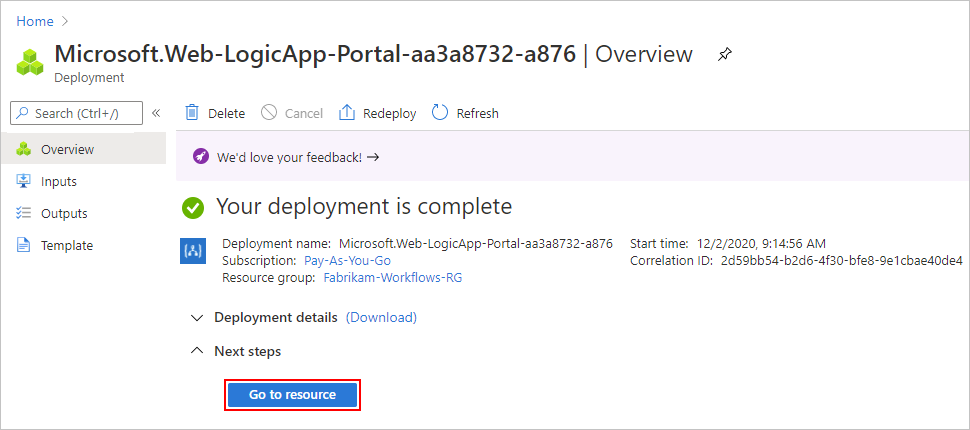 Home >
Microsoft.Web-LogicApp-Portal-aa3a8732-a876 | Overview
Deployment
Search (Ctrl+/) «
Delete Cancel Redeploy Refresh
Overview
Inputs
Outputs
Template
We'd love your feedback! →
Your deployment is complete
Deployment name: Microsoft.Web-LogicApp-Portal-aa3a8732-a876 Start time: 12/2/2020, 9:14:56 AM
Subscription: Pay-As-You-Go Correlation ID: 2d59bb54-b2d6-4f30-bfe8-9e1cbae40de4
Resource group: Fabrikam-Workflows-RG
Deployment details (Download)
Next steps
Go to resource